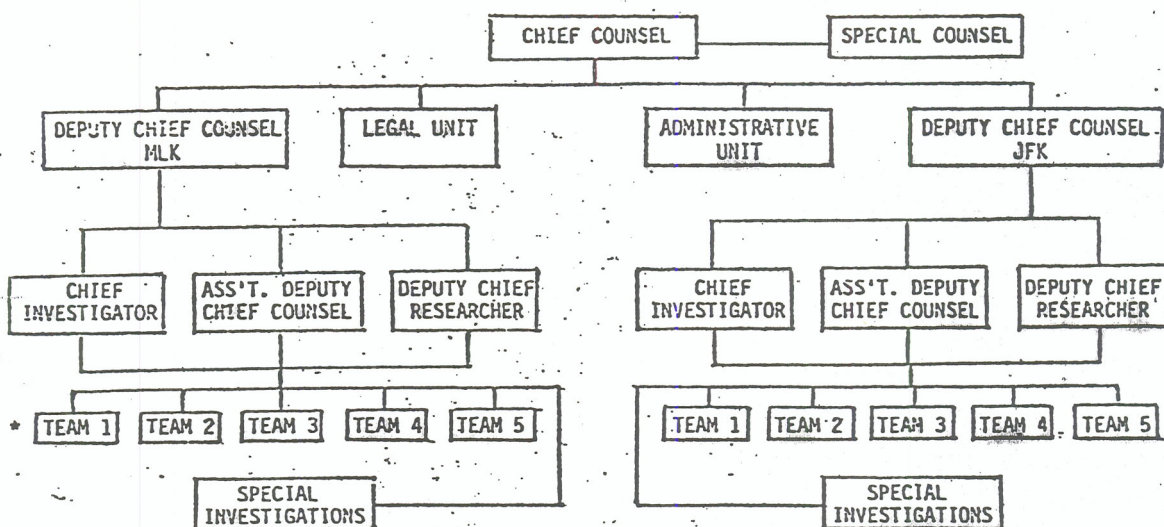 CHIEF COUNSEL
SPECIAL COUNSEL
DEPUTY CHIEF COUNSEL
MLK
LEGAL UNIT
ADMINISTRATIVE
UNIT
DEPUTY CHIEF COUNSEL
JFK
CHIEF
INVESTIGATOR
ASS'T. DEPUTY
CHIEF COUNSEL
DEPUTY CHIEF
RESEARCHER
CHIEF
INVESTIGATOR
ASS'T. DEPUTY
CHIEF COUNSEL
DEPUTY CHIEF
RESEARCHER
* TEAM 1
TEAM 2
TEAM 3
TEAM 4
TEAM 5
TEAM 1
TEAM 2
TEAM 3
TEAM 4
TEAM 5
SPECIAL
INVESTIGATIONS
SPECIAL
INVESTIGATIONS